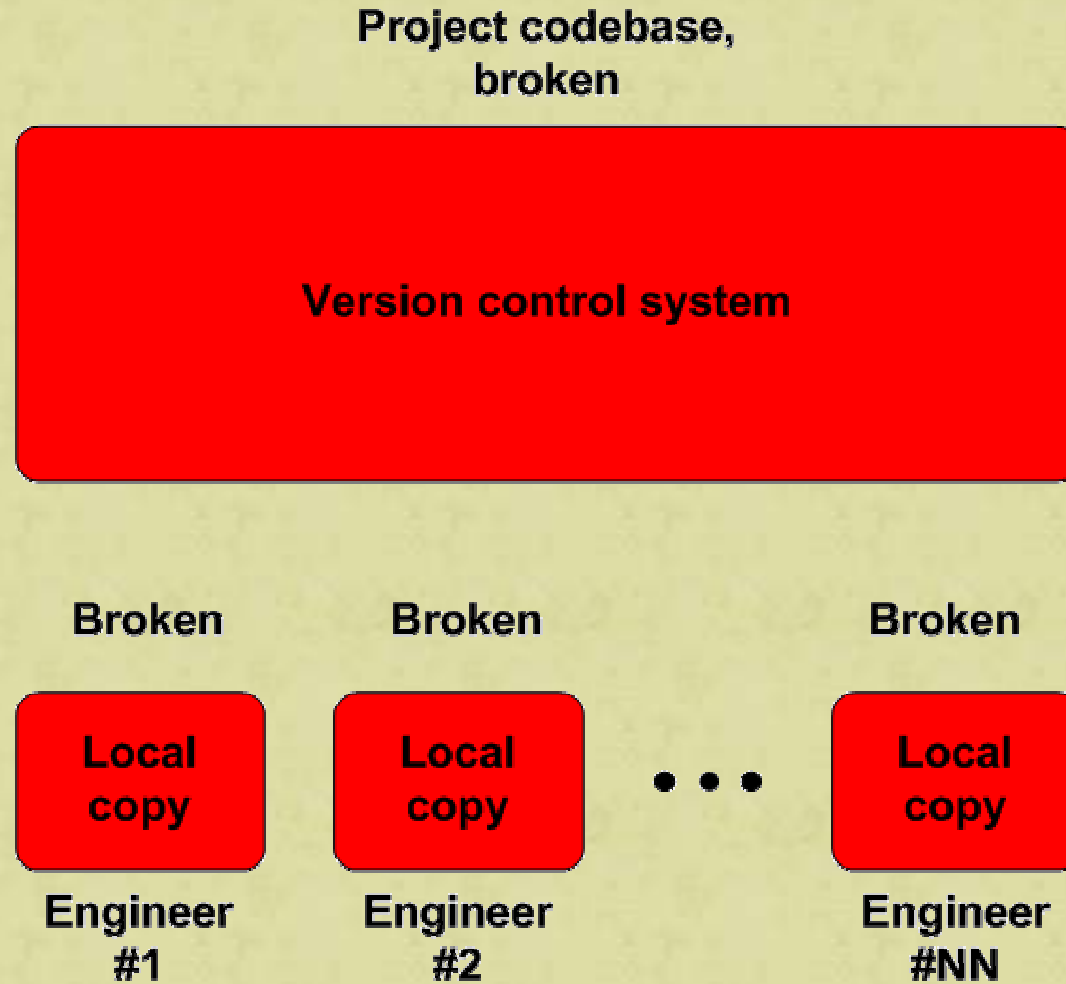 Project codebase,
broken
Version control system
Broken
Broken
Broken
Local
copy
Local
copy
Local
copy
Engineer
#1
Engineer
#2
Engineer
#NN